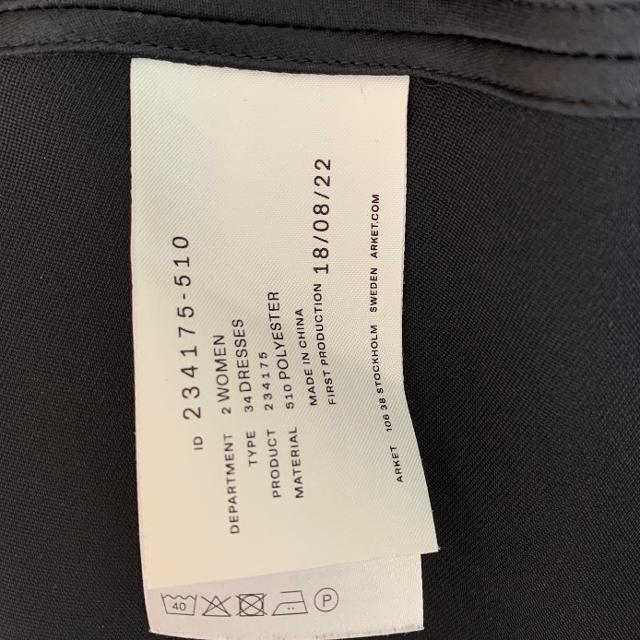 ID 234175-510
DEPARTMENT 2 WOMEN
TYPE 34 DRESSES
PRODUCT 234175
MATERIAL 510 POLYESTER
MADE IN CHINA
FIRST PRODUCTION 18/08/22
ARKET 106 38 STOCKHOLM SWEDEN ARKET.COM
40 P